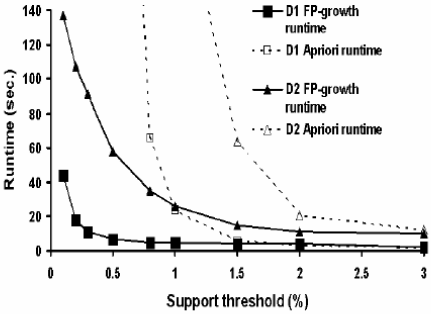 140
120
100
80
60
40
20
0
Runtime (sec.)
D1 FP-growth
runtime
D1 Apriori runtime
D2 FP-growth
runtime
D2 Apriori runtime
0 0.5 1 1.5 2 2.5 3
Support threshold (%)